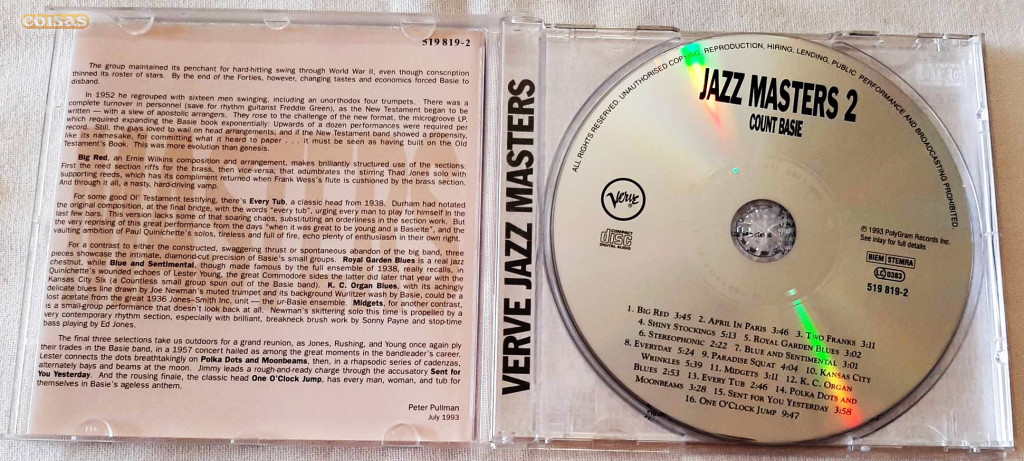 coisas
519 819-2
The group maintained its penchant for hard-hitting swing through World War II, even though conscription
thinned its roster of stars. By the end of the Forties, however, changing tastes and economics forced Basie to
disband.
In 1952 he regrouped with sixteen men swinging, including an unorthodox four trumpets. There was a
complete turnover in personnel (save for rhythm guitarist Freddie Green), as the New Testament began to be
written — with a slew of apostolic arrangers. They rose to the challenge of the new format, the microgroove LP,
which required expanding the Basie book exponentially: Upwards of a dozen performances were required per
record. Still, the guys loved to wail on head arrangements; and if the New Testament band showed a propensity,
like its namesake, for committing what it heard to paper . . . it must be seen as having built on the Old
Testament's Book. This was more evolution than genesis.
Big Red, an Ernie Wilkins composition and arrangement, makes brilliantly structured use of the sections:
First the reed section riffs for the brass, then vice-versa; that adumbrates the stirring Thad Jones solo with
supporting reeds, which has its compliment returned when Frank Wess's flute is cushioned by the brass section.
And through it all, a nasty, hard-driving vamp.
For some good Ol' Testament testifying, there's Every Tub, a classic head from 1938. Durham had notated
the original composition, at the final bridge, with the words "every tub", urging every man to play for himself in the
last few bars. This version lacks some of that soaring chaos, substituting an orderliness in the section work. But
the very reprising of this great performance from the days "when it was great to be young and a Basieite", and the
vaulting ambition of Paul Quinichette's solos, tireless and full of fire, echo plenty of enthusiasm in their own right.
For a contrast to either the constructed, swaggering thrust or spontaneous abandon of the big band, three
pieces showcase the intimate, diamond-cut precision of Basie's small groups. Royal Garden Blues is a real jazz
chestnut, while Blue and Sentimental, though made famous by the full ensemble of 1938, really recalls, in
Quinichette's wounded echoes of Lester Young, the great Commodore sides the latter did later that year with the
Kansas City Six (a Countless small group spun out of the Basie band). K. C. Organ Blues, with its achingly
delicate blues line drawn by Joe Newman's muted trumpet and its background Wurlitzer wash by Basie, could be a
lost acetate from the great 1936 Jones–Smith Inc. unit — the ur-Basie ensemble. Midgets, for another contrast,
is a small-group performance that doesn't look back at all. Newman's skittering solo this time is propelled by a
very contemporary rhythm section, especially with brilliant, breakneck brush work by Sonny Payne and stop-time
bass playing by Ed Jones.
The final three selections take us outdoors for a grand reunion, as Jones, Rushing, and Young once again ply
their trades in the Basie band, in a 1957 concert hailed as among the great moments in the bandleader's career.
Lester connects the dots breathtakingly on Polka Dots and Moonbeams, then, in a rhapsodic series of cadenzas,
alternately bays and beams at the moon. Jimmy leads a rough-and-ready charge through the accusatory Sent for
You Yesterday. And the rousing finale, the classic head One O'Clock Jump, has every man, woman, and tub for
themselves in Basie's ageless anthem.
Peter Pullman
July 1993
VERVE JAZZ MASTERS
ALL RIGHTS RESERVED. UNAUTHORISED COPYING, REPRODUCTION, HIRING, LENDING, PUBLIC PERFORMANCE AND BROADCASTING PROHIBITED.
JAZZ MASTERS 2
COUNT BASIE
Verve
COMPACT
disc
DIGITAL AUDIO
℗ 1993 PolyGram Records Inc.
See inlay for full details
BIEM STEMRA
LC 0383
519 819-2
1. BIG RED 3:45 2. APRIL IN PARIS 3:46 3. TWO FRANKS 3:11
4. SHINY STOCKINGS 5:13 5. ROYAL GARDEN BLUES 3:02
6. STEREOPHONIC 2:22 7. BLUE AND SENTIMENTAL 3:01
8. EVERYDAY 5:24 9. PARADISE SQUAT 4:04 10. KANSAS CITY
WRINKLES 5:39 11. MIDGETS 3:11 12. K. C. ORGAN
BLUES 2:53 13. EVERY TUB 2:46 14. POLKA DOTS AND
MOONBEAMS 3:28 15. SENT FOR YOU YESTERDAY 3:58
16. ONE O'CLOCK JUMP 9:47